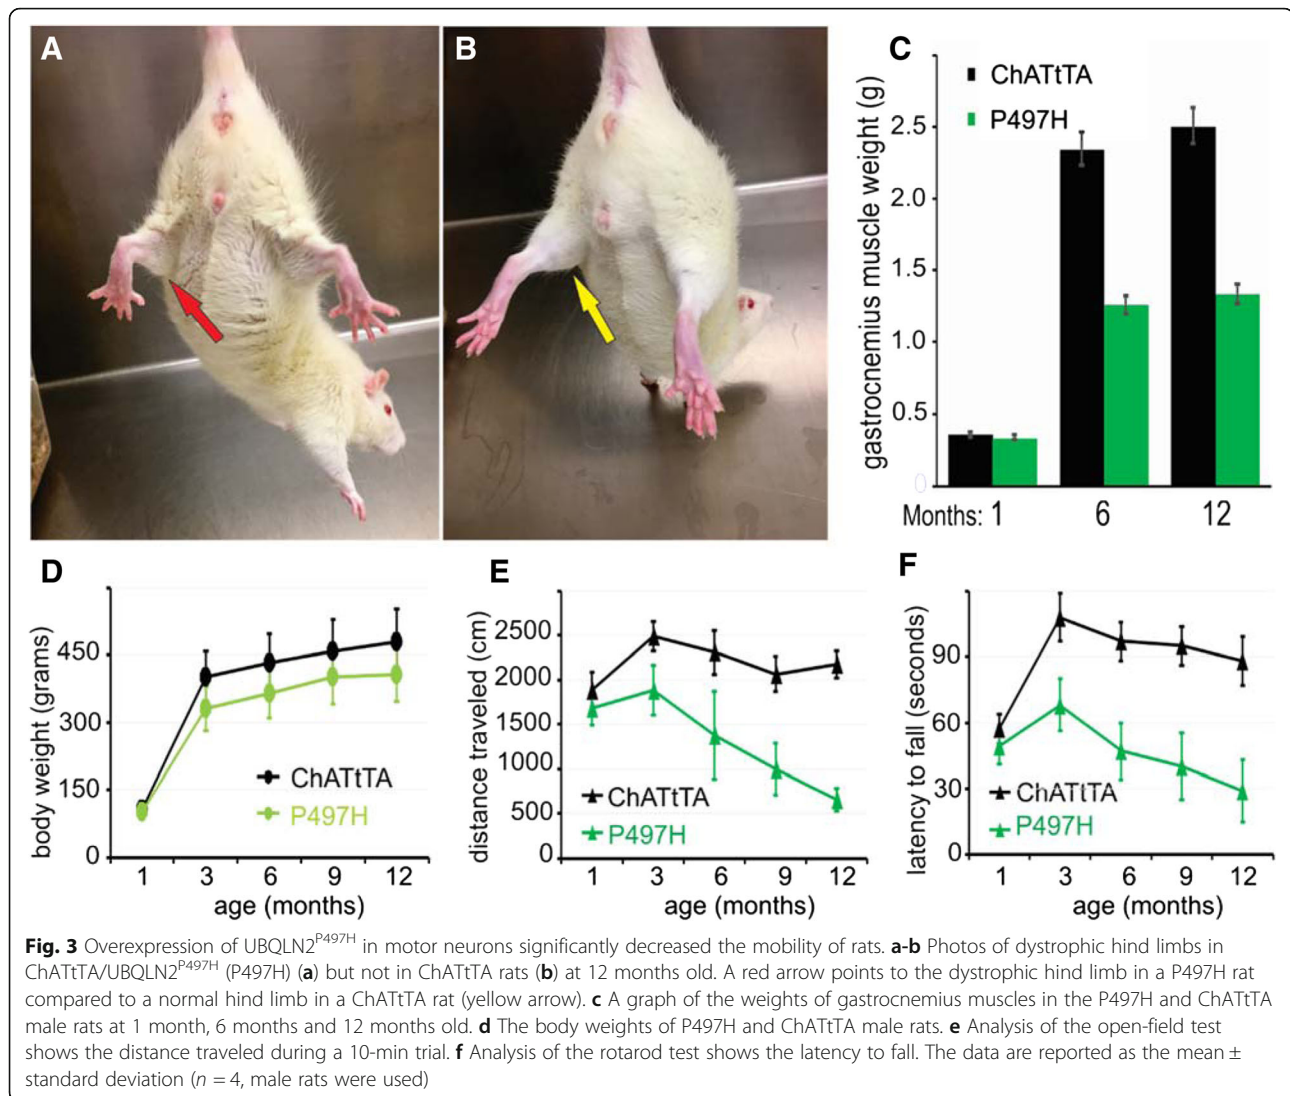 A
B
C
gastrocnemius muscle weight (g)
ChATtTA
P497H
2.5
2.0
1.5
1.0
0.5
0
Months: 1 6 12
D
body weight (grams)
450
300
150
0
ChATtTA
P497H
1 3 6 9 12
age (months)
E
distance traveled (cm)
2500
2000
1500
1000
500
0
ChATtTA
P497H
1 3 6 9 12
age (months)
F
latency to fall (seconds)
90
60
30
0
ChATtTA
P497H
1 3 6 9 12
age (months)
Fig. 3 Overexpression of UBQLN2P497H in motor neurons significantly decreased the mobility of rats. a-b Photos of dystrophic hind limbs in
ChATtTA/UBQLN2P497H (P497H) (a) but not in ChATtTA rats (b) at 12 months old. A red arrow points to the dystrophic hind limb in a P497H rat
compared to a normal hind limb in a ChATtTA rat (yellow arrow). c A graph of the weights of gastrocnemius muscles in the P497H and ChATtTA
male rats at 1 month, 6 months and 12 months old. d The body weights of P497H and ChATtTA male rats. e Analysis of the open-field test
shows the distance traveled during a 10-min trial. f Analysis of the rotarod test shows the latency to fall. The data are reported as the mean ±
standard deviation (n = 4, male rats were used)